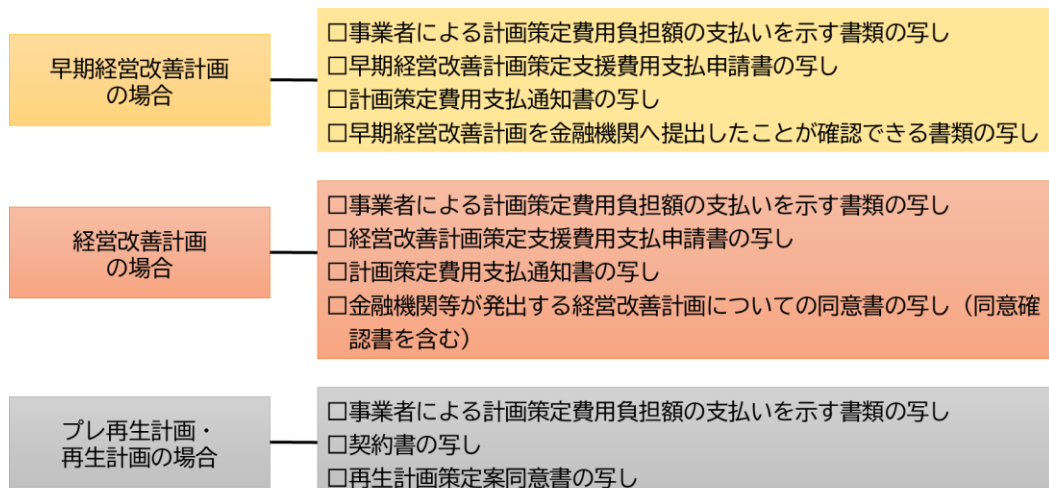 早期経営改善計画
の場合
□事業者による計画策定費用負担額の支払いを示す書類の写し
□早期経営改善計画策定支援費用支払申請書の写し
□計画策定費用支払通知書の写し
□早期経営改善計画を金融機関へ提出したことが確認できる書類の写し
経営改善計画
の場合
□事業者による計画策定費用負担額の支払いを示す書類の写し
□経営改善計画策定支援費用支払申請書の写し
□計画策定費用支払通知書の写し
□金融機関等が発出する経営改善計画についての同意書の写し（同意確
認書を含む）
プレ再生計画・
再生計画の場合
□事業者による計画策定費用負担額の支払いを示す書類の写し
□契約書の写し
□再生計画策定案同意書の写し